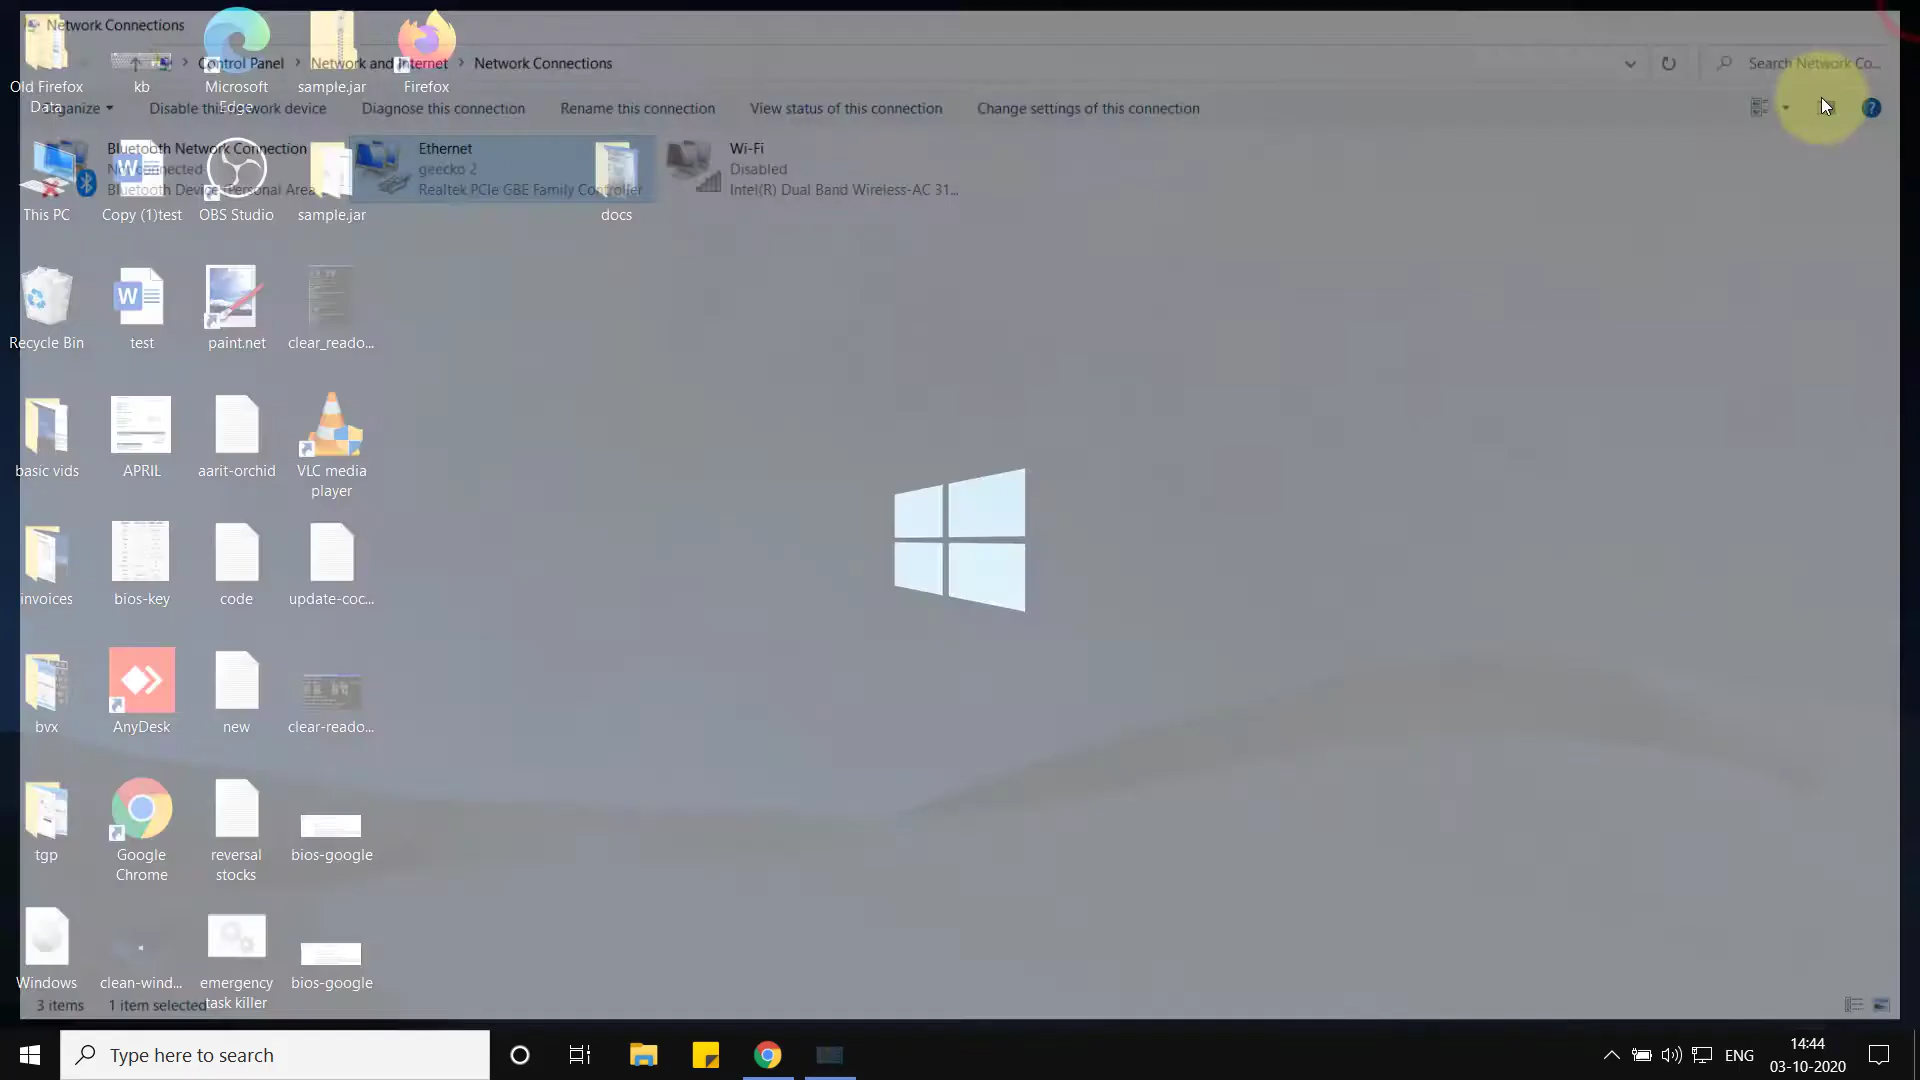 Network Connections
Control Panel > Network and Internet > Network Connections
Search Network Co...
Organize
Disable this network device
Diagnose this connection
Rename this connection
View status of this connection
Change settings of this connection
Bluetooth Network Connection
Not connected
Bluetooth Device (Personal Area
Ethernet
geecko 2
Realtek PCIe GBE Family Controller
Wi-Fi
Disabled
Intel(R) Dual Band Wireless-AC 31...
Old Firefox
Data
kb
Microsoft
Edge
sample.jar
Firefox
This PC
Copy (1)test
OBS Studio
sample.jar
docs
Recycle Bin
test
paint.net
clear_reado...
basic vids
APRIL
aarit-orchid
VLC media
player
invoices
bios-key
code
update-coc...
bvx
AnyDesk
new
clear-reado...
tgp
Google
Chrome
reversal
stocks
bios-google
Windows
clean-wind...
emergency
task killer
bios-google
3 items
1 item selected
Type here to search
ENG
14:44
03-10-2020